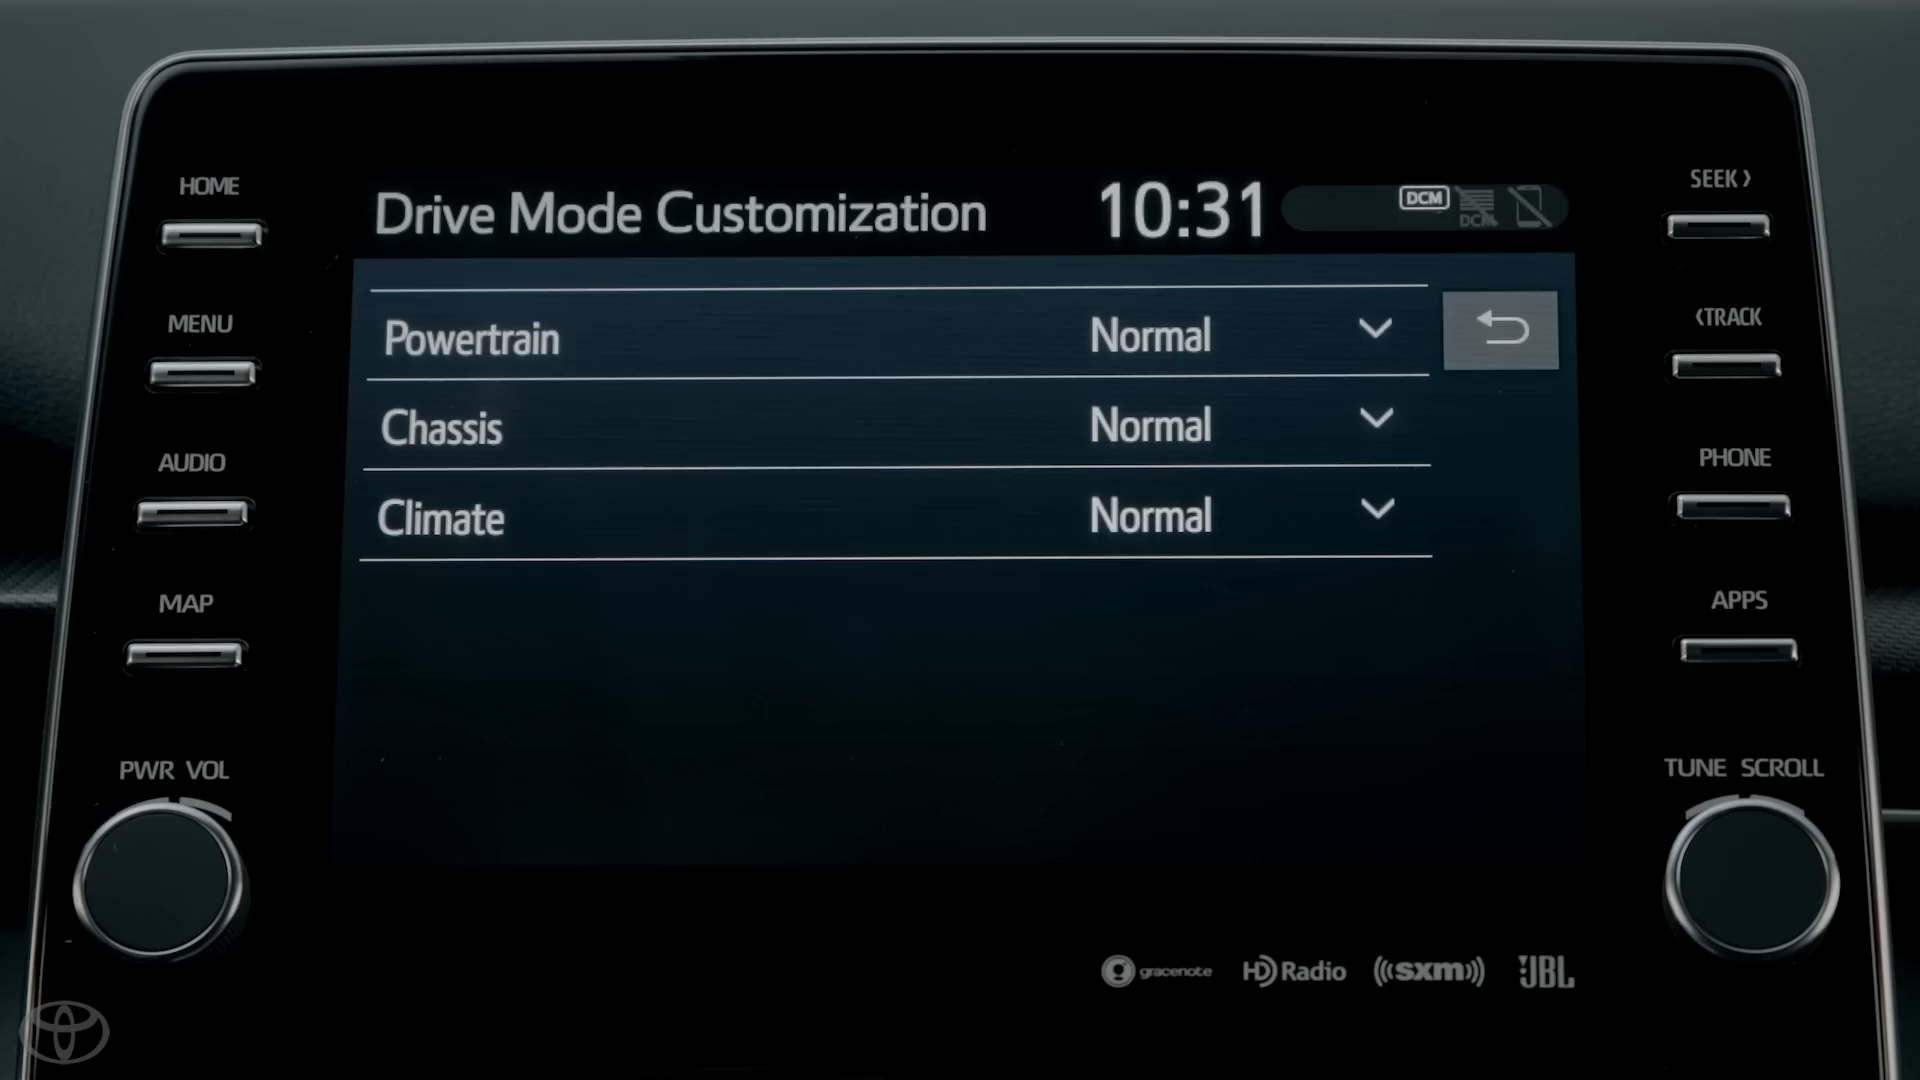 Drive Mode Customization 10:31 DCM DCM
Powertrain Normal
Chassis Normal
Climate Normal
HOME
MENU
AUDIO
MAP
PWR VOL
SEEK >
< TRACK
PHONE
APPS
TUNE SCROLL
gracenote HD Radio ((( sxm ))) JBL